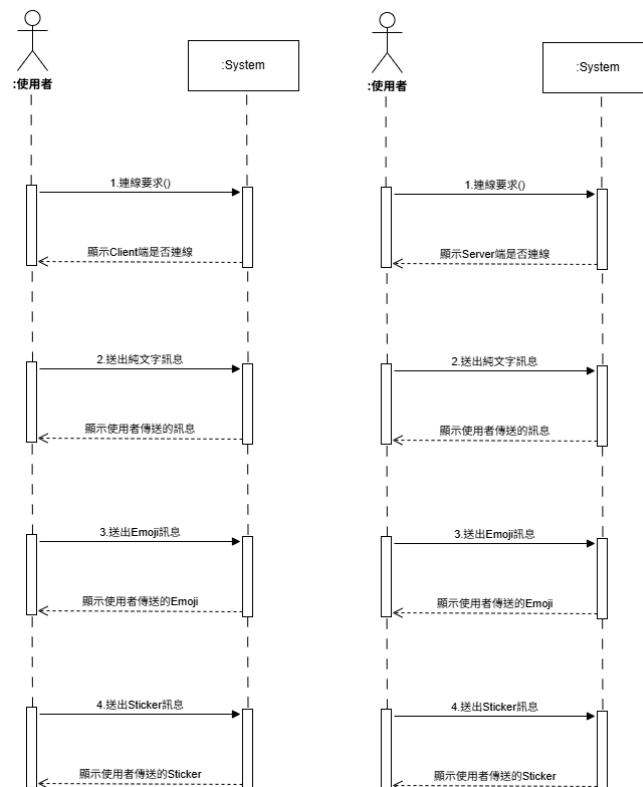 :使用者
:System
1.連線要求()
顯示Client端是否連線
2.送出純文字訊息
顯示使用者傳送的訊息
3.送出Emoji訊息
顯示使用者傳送的Emoji
4.送出Sticker訊息
顯示使用者傳送的Sticker
:使用者
:System
1.連線要求()
顯示Server端是否連線
2.送出純文字訊息
顯示使用者傳送的訊息
3.送出Emoji訊息
顯示使用者傳送的Emoji
4.送出Sticker訊息
顯示使用者傳送的Sticker